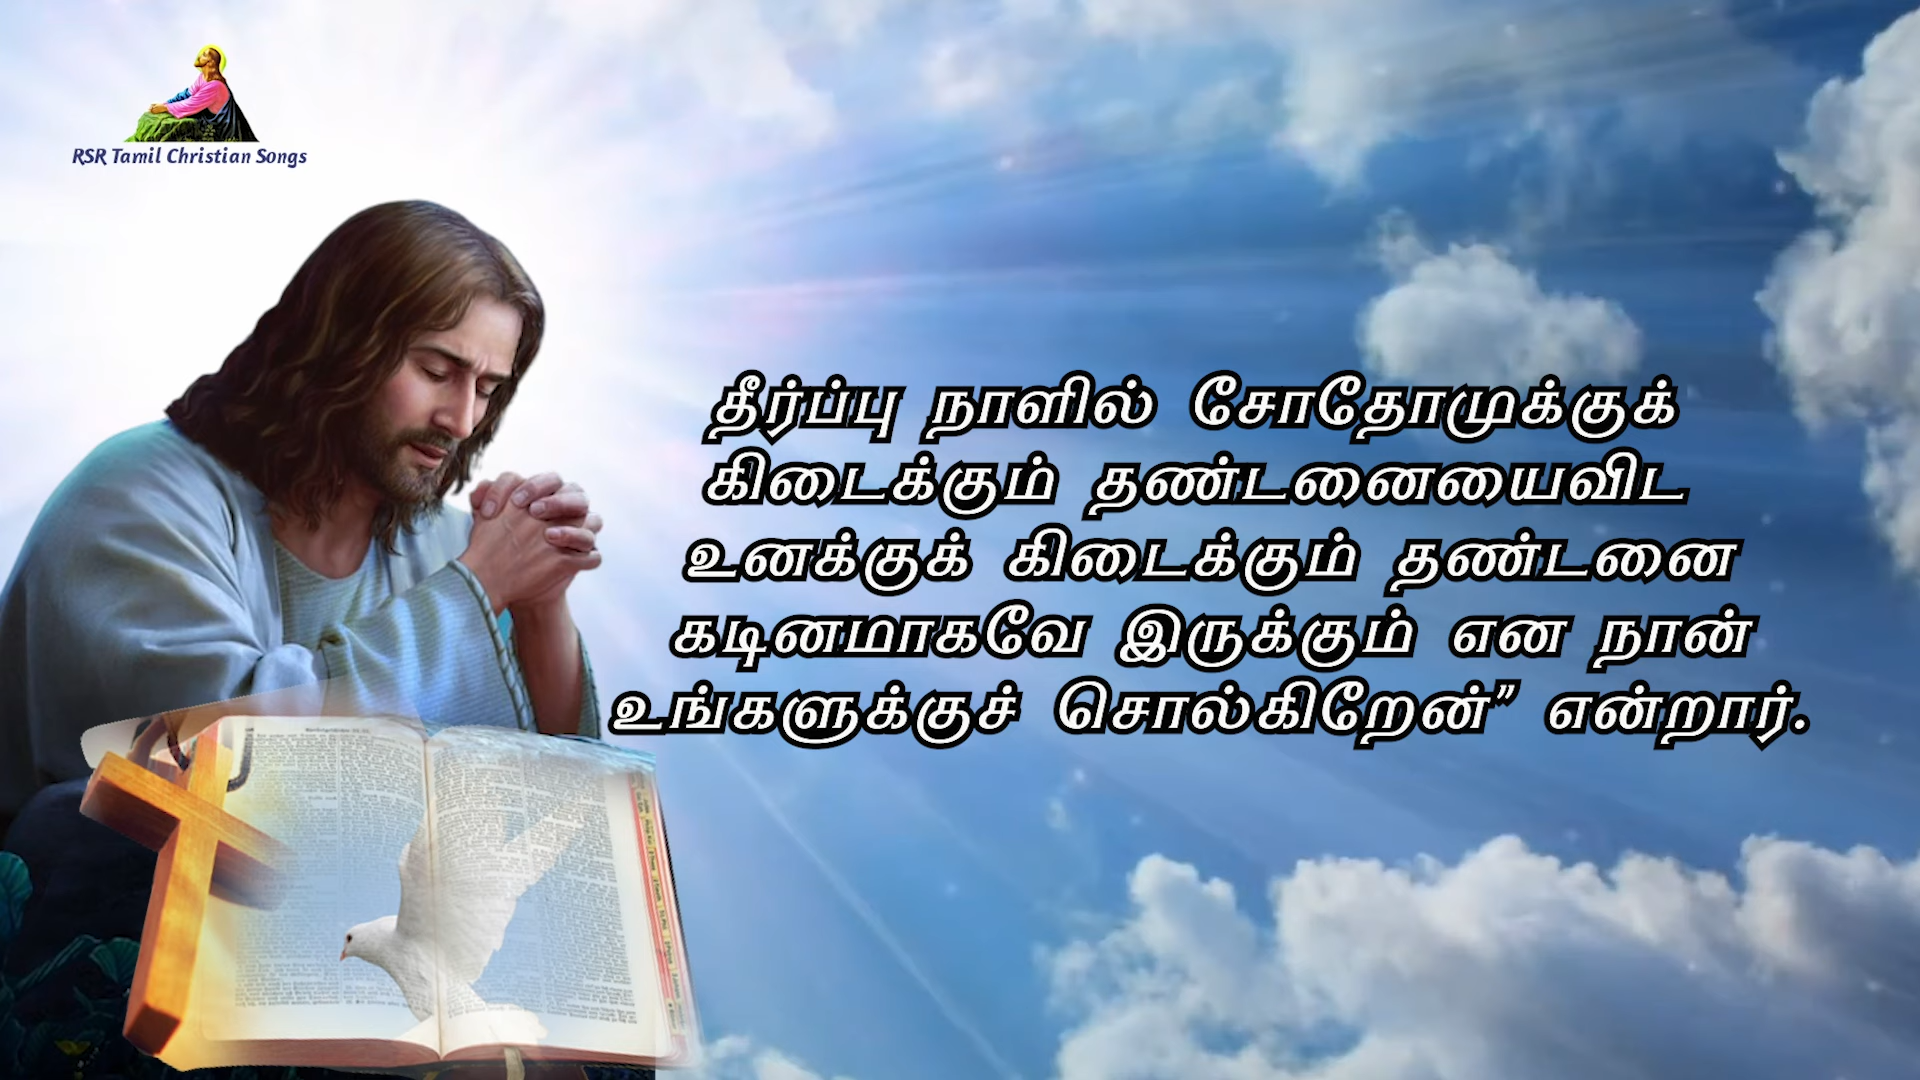 RSR Tamil Christian Songs
தீர்ப்பு நாளில் சோதோமுக்குக்
கிடைக்கும் தண்டனையைவிட
உனக்குக் கிடைக்கும் தண்டனை
கடினமாகவே இருக்கும் என நான்
உங்களுக்குச் சொல்கிறேன்" என்றார்.